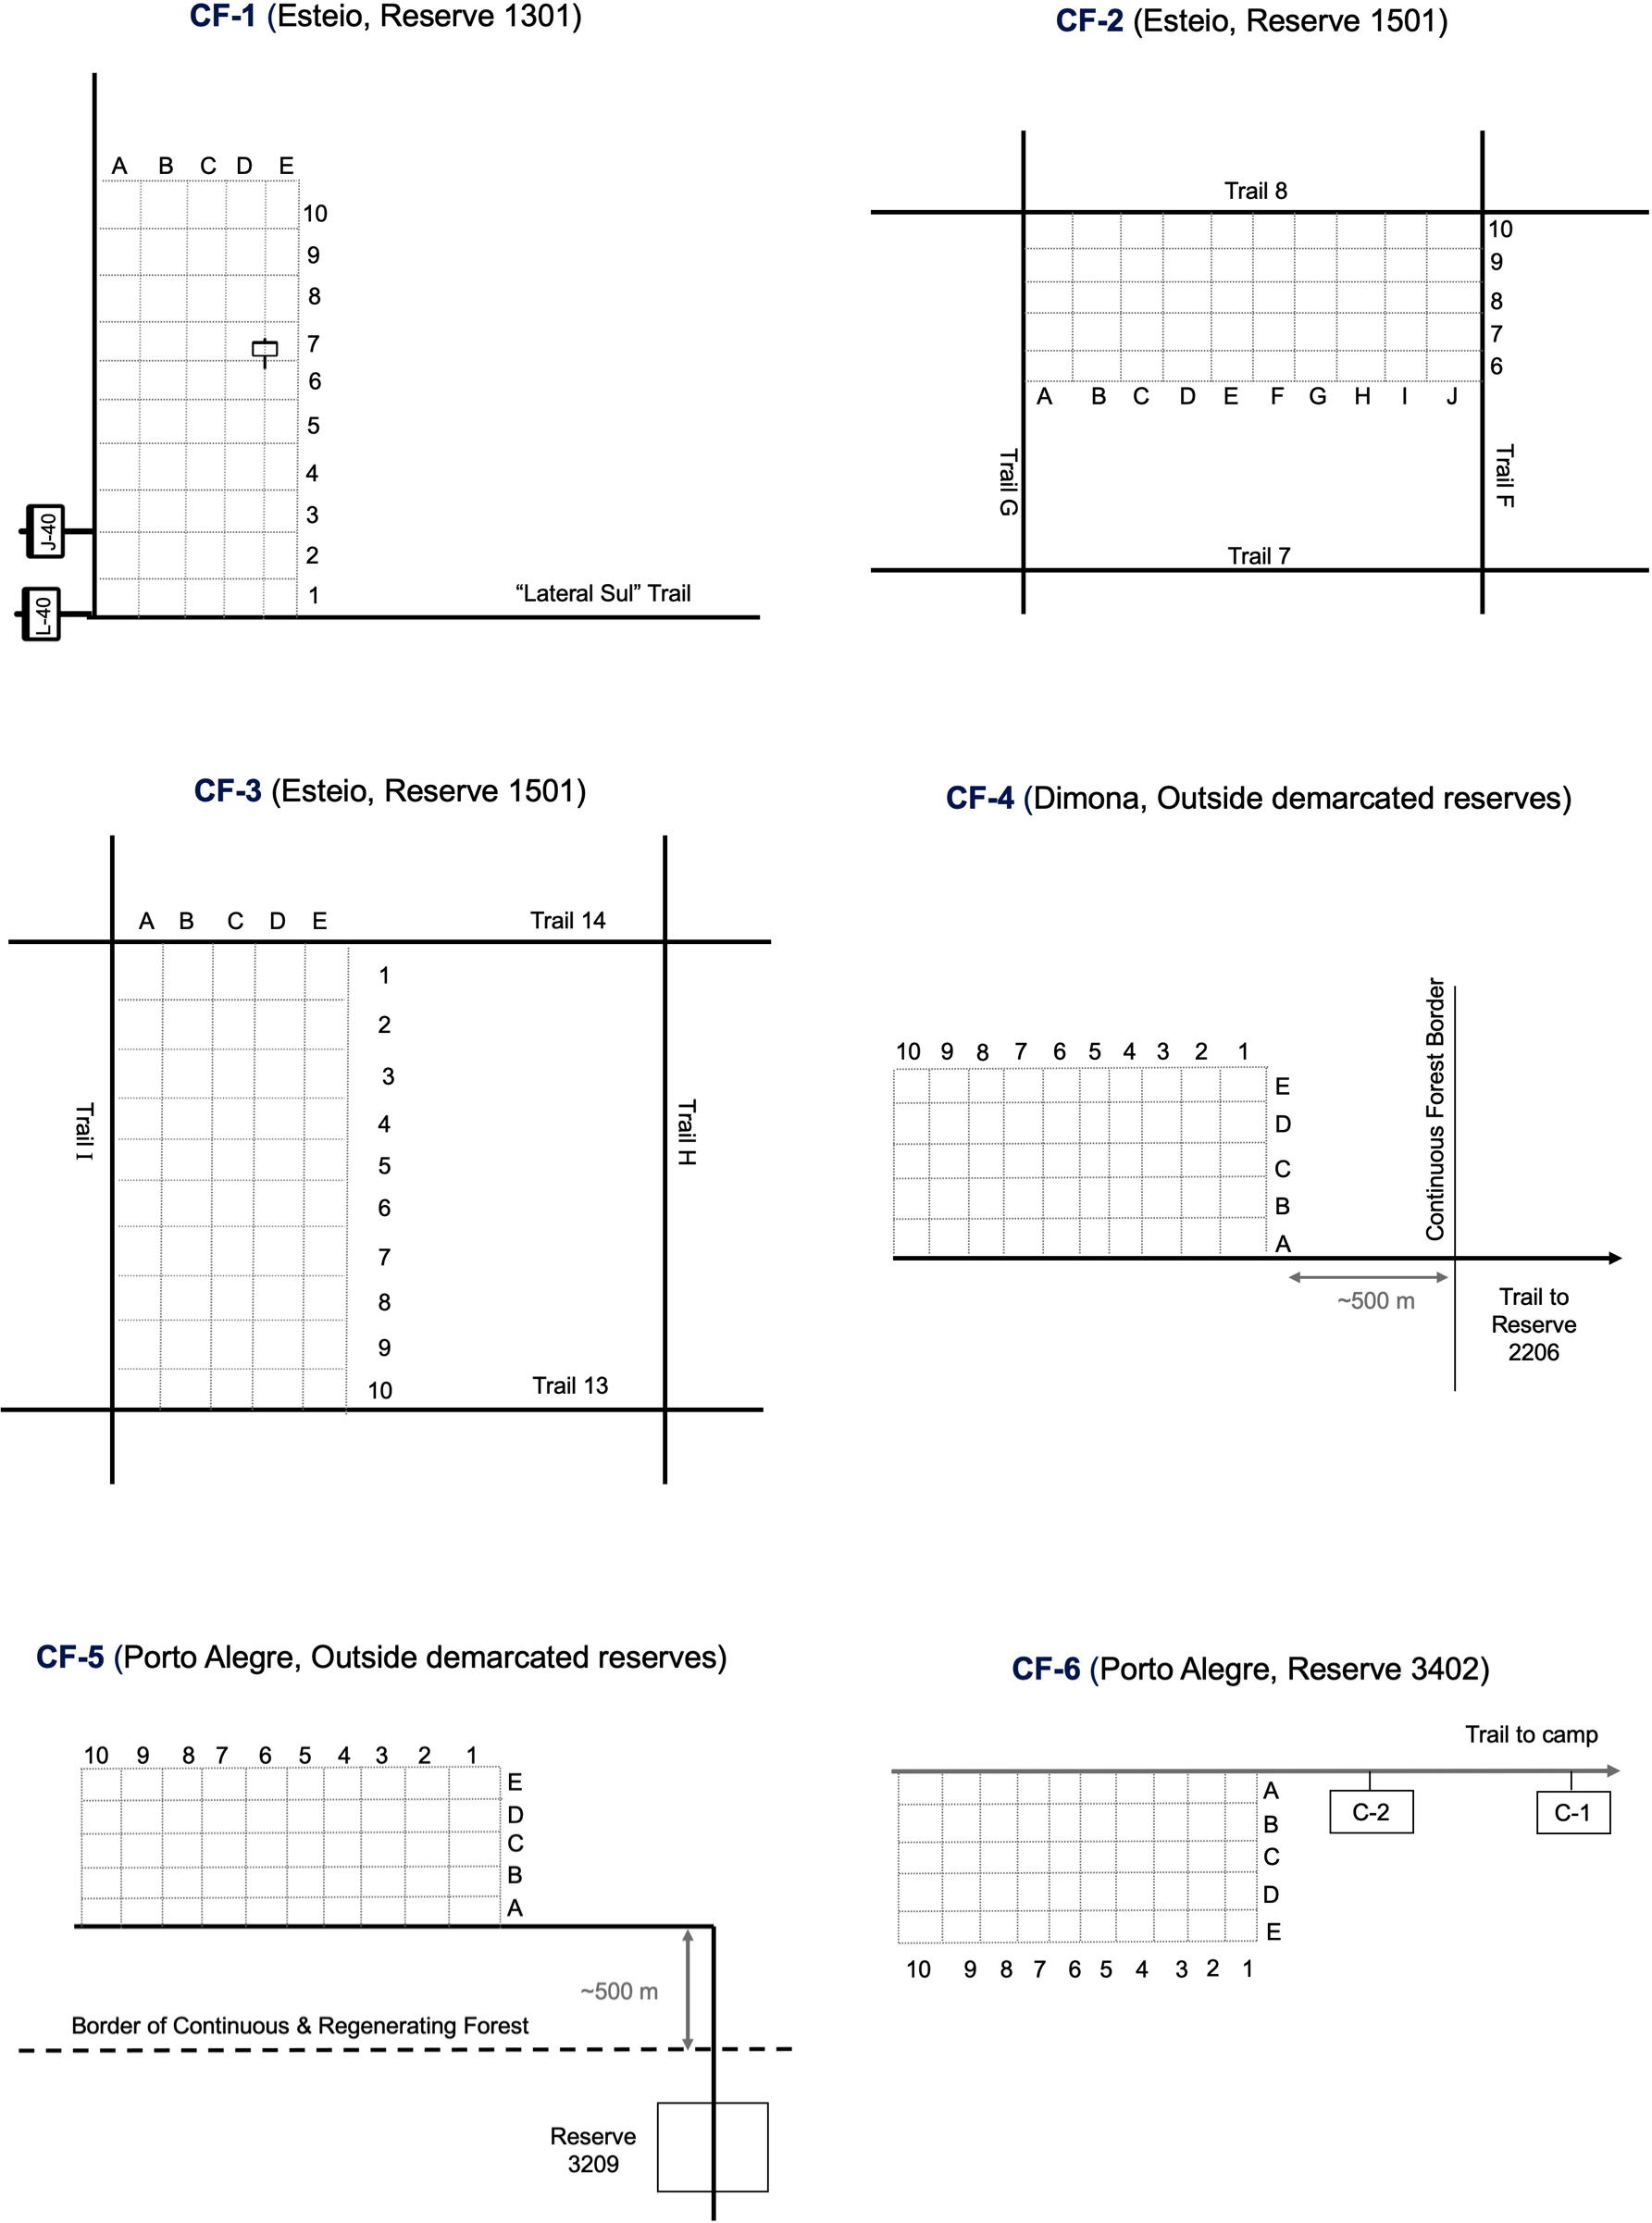 CF-1 (Esteio, Reserve 1301)
A B C D E
10
9
8
7
6
5
4
3
2
1
J-40
L-40
“Lateral Sul” Trail
CF-2 (Esteio, Reserve 1501)
Trail 8
10
9
8
7
6
A B C D E F G H I J
Trail G
Trail F
Trail 7
CF-3 (Esteio, Reserve 1501)
A B C D E
Trail 14
1
2
3
4
5
6
7
8
9
10
Trail I
Trail H
Trail 13
CF-4 (Dimona, Outside demarcated reserves)
10 9 8 7 6 5 4 3 2 1
E
D
C
B
A
Continuous Forest Border
~500 m
Trail to
Reserve
2206
CF-5 (Porto Alegre, Outside demarcated reserves)
10 9 8 7 6 5 4 3 2 1
E
D
C
B
A
~500 m
Border of Continuous & Regenerating Forest
Reserve
3209
CF-6 (Porto Alegre, Reserve 3402)
Trail to camp
A
B
C
D
E
C-2
C-1
10 9 8 7 6 5 4 3 2 1